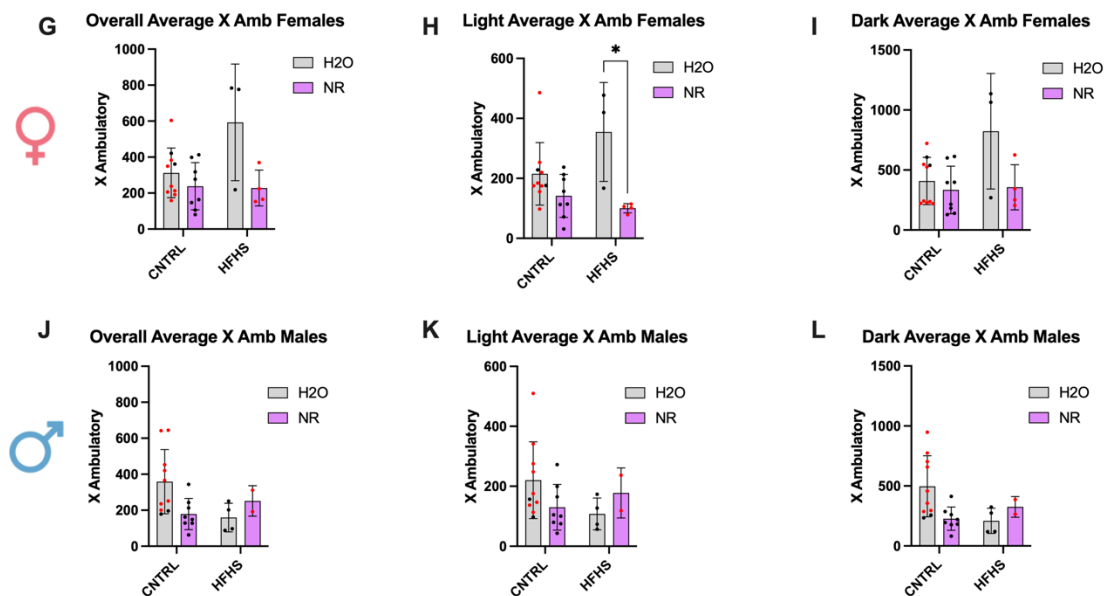 G
Overall Average X Amb Females
X Ambulatory
1000
800
600
400
200
0
CNTRL
HFHS
H2O
NR
H
Light Average X Amb Females
X Ambulatory
600
400
200
0
*
CNTRL
HFHS
H2O
NR
I
Dark Average X Amb Females
X Ambulatory
1500
1000
500
0
CNTRL
HFHS
H2O
NR
J
Overall Average X Amb Males
X Ambulatory
1000
800
600
400
200
0
CNTRL
HFHS
H2O
NR
K
Light Average X Amb Males
X Ambulatory
600
400
200
0
CNTRL
HFHS
H2O
NR
L
Dark Average X Amb Males
X Ambulatory
1500
1000
500
0
CNTRL
HFHS
H2O
NR